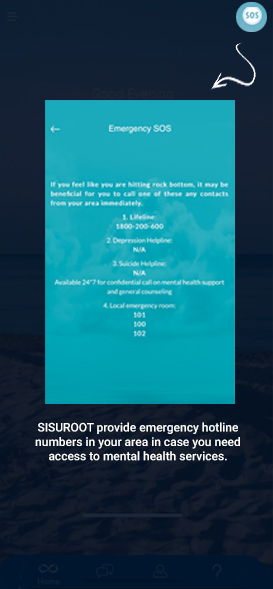 SOS
Good Evening
Emergency SOS
If you feel like you are hitting rock bottom, it may be
beneficial for you to call one of these any contacts
from your area immediately.
1. Lifeline:
1800-200-600
2. Depression Helpline:
N/A
3. Suicide Helpline:
N/A
Available 24*7 for confidential call on mental health support
and general counseling
4. Local emergency room:
101
100
102
SISUROOT provide emergency hotline
numbers in your area in case you need
access to mental health services.
Home